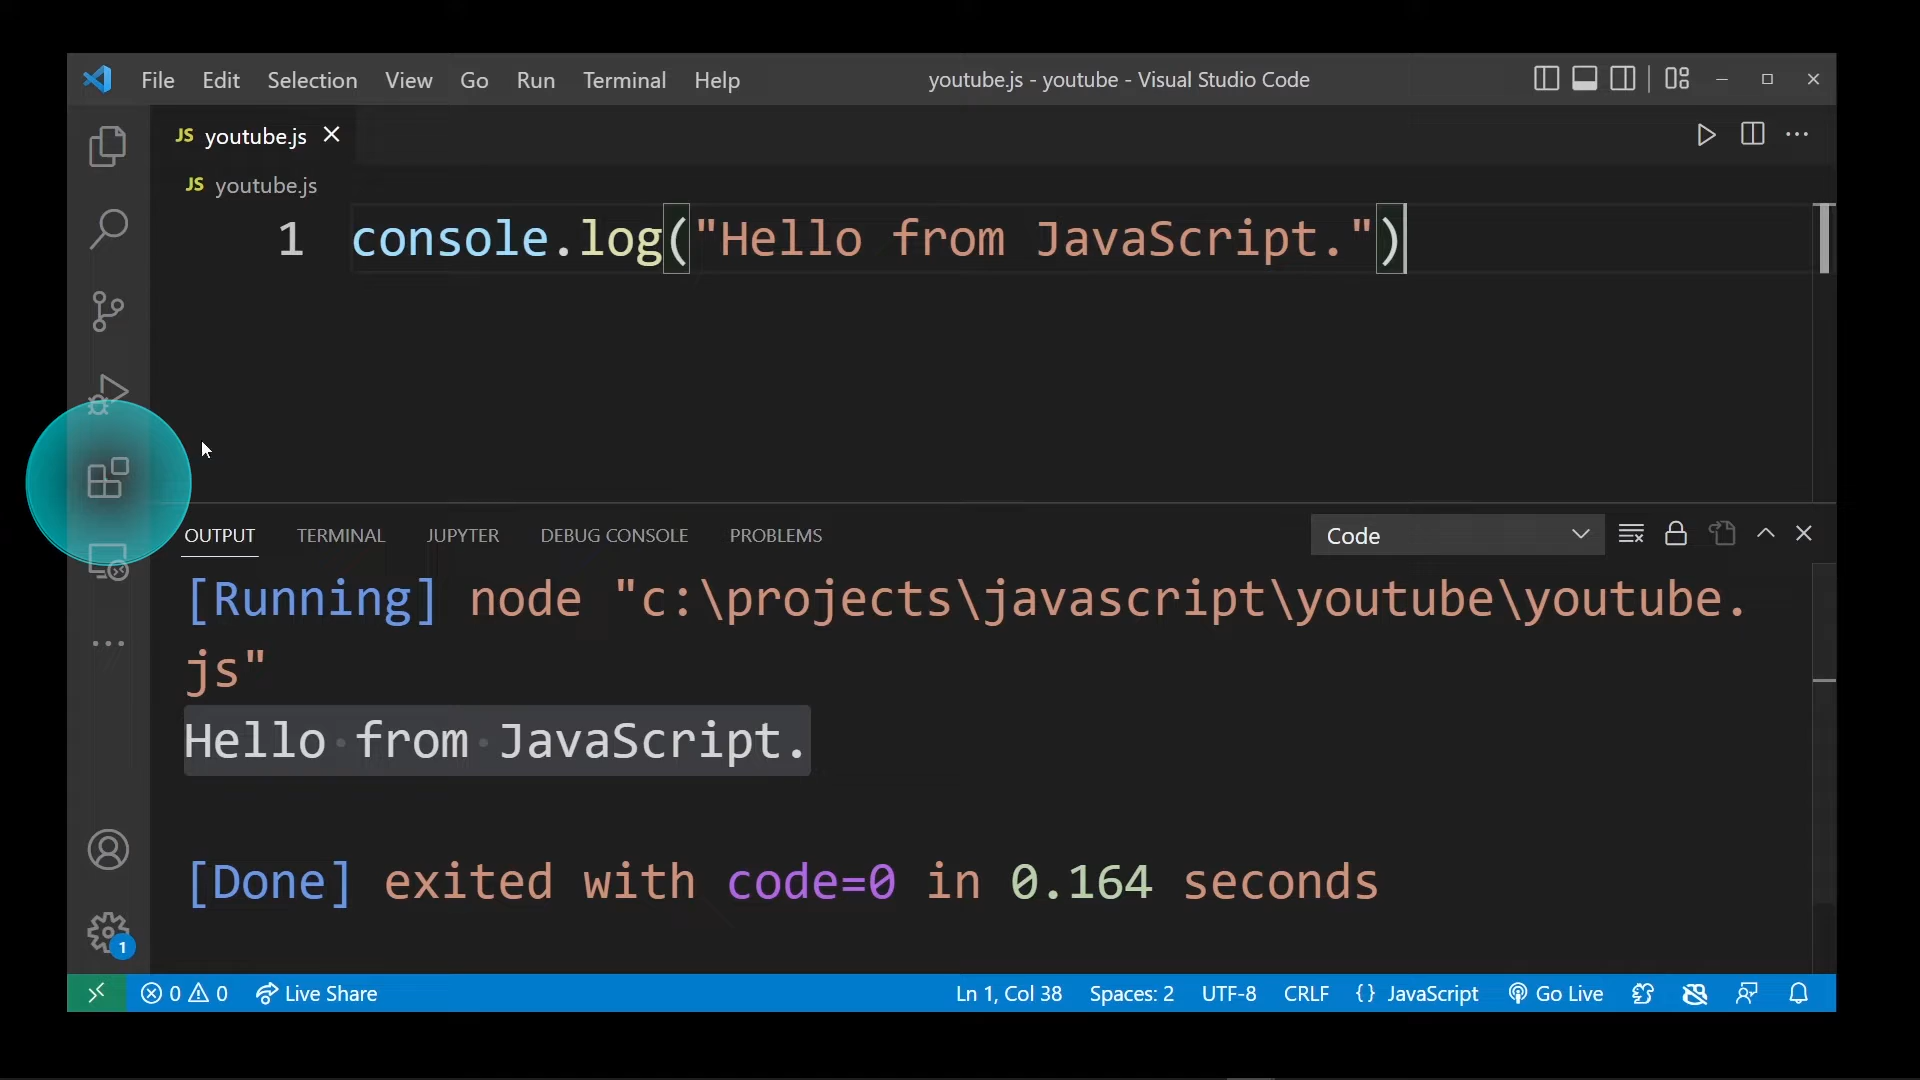 File Edit Selection View Go Run Terminal Help youtube.js - youtube - Visual Studio Code
JS youtube.js
JS youtube.js
1 console.log("Hello from JavaScript.")
OUTPUT TERMINAL JUPYTER DEBUG CONSOLE PROBLEMS Code
[Running] node "c:\projects\javascript\youtube\youtube.
js"
Hello from JavaScript.
[Done] exited with code=0 in 0.164 seconds
1
0 0 Live Share Ln 1, Col 38 Spaces: 2 UTF-8 CRLF {} JavaScript Go Live